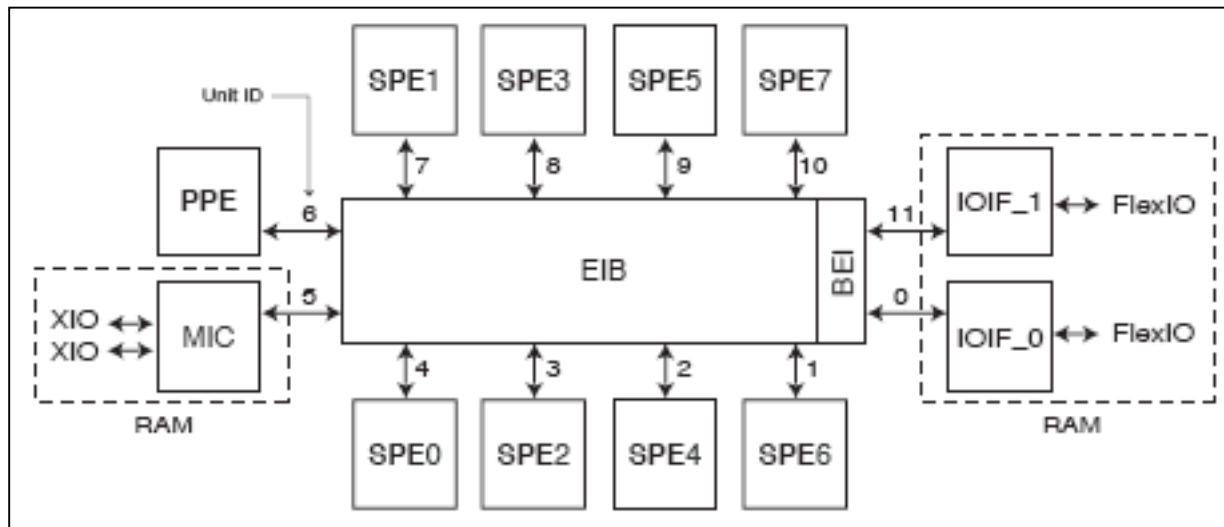 SPE1 SPE3 SPE5 SPE7
Unit ID
7 8 9 10
PPE 6 11 IOIF_1 FlexIO
EIB BEI
XIO MIC 5 0 IOIF_0 FlexIO
XIO
4 3 2 1
RAM RAM
SPE0 SPE2 SPE4 SPE6